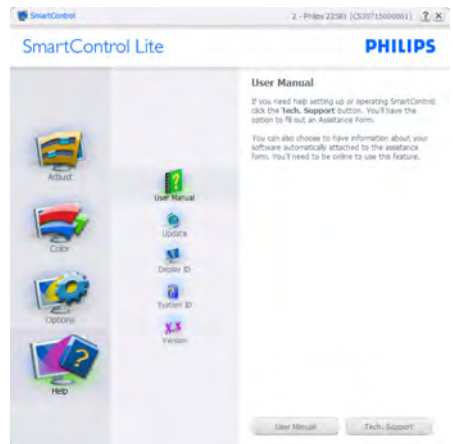 SmartControl
2 - Philips 225B1 (CS39715000001) ? X
SmartControl Lite
PHILIPS
Adjust
Color
Options
Help
User Manual
Update
Display ID
System ID
X.X
Version
User Manual
If you need help setting up or operating SmartControl,
click the Tech. Support button. You'll have the
option to fill out an Assistance Form.
You can also choose to have information about your
software automatically attached to the assistance
form. You'll need to be online to use the feature.
User Manual
Tech. Support